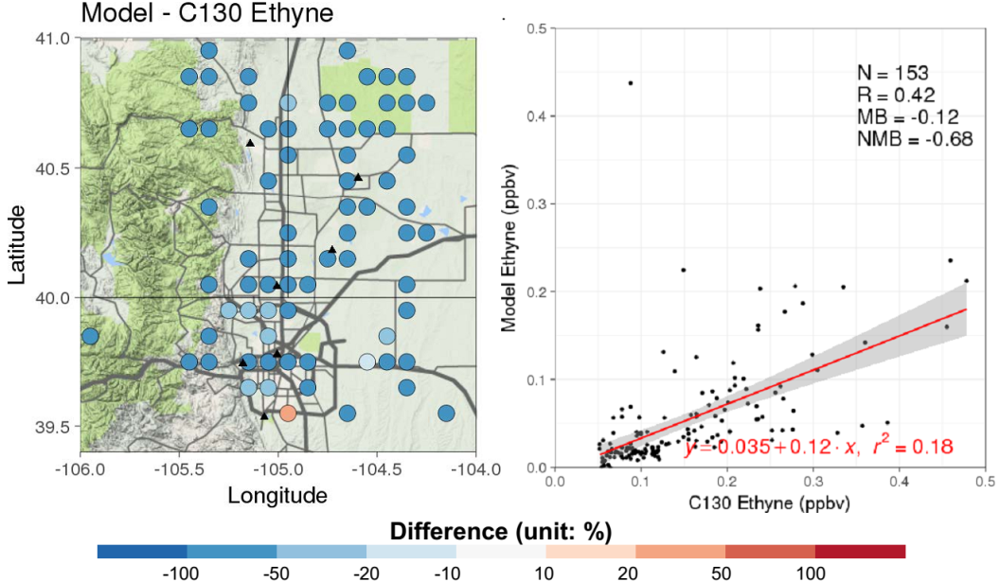 Model - C130 Ethyne
41.0
40.5
40.0
39.5
Latitude
-106.0 -105.5 -105.0 -104.5 -104.0
Longitude
0.5
0.4
0.3
0.2
0.1
0.0
Model Ethyne (ppbv)
N = 153
R = 0.42
MB = -0.12
NMB = -0.68
y = -0.035 + 0.12 · x, r² = 0.18
0.0 0.1 0.2 0.3 0.4 0.5
C130 Ethyne (ppbv)
Difference (unit: %)
-100 -50 -20 -10 10 20 50 100